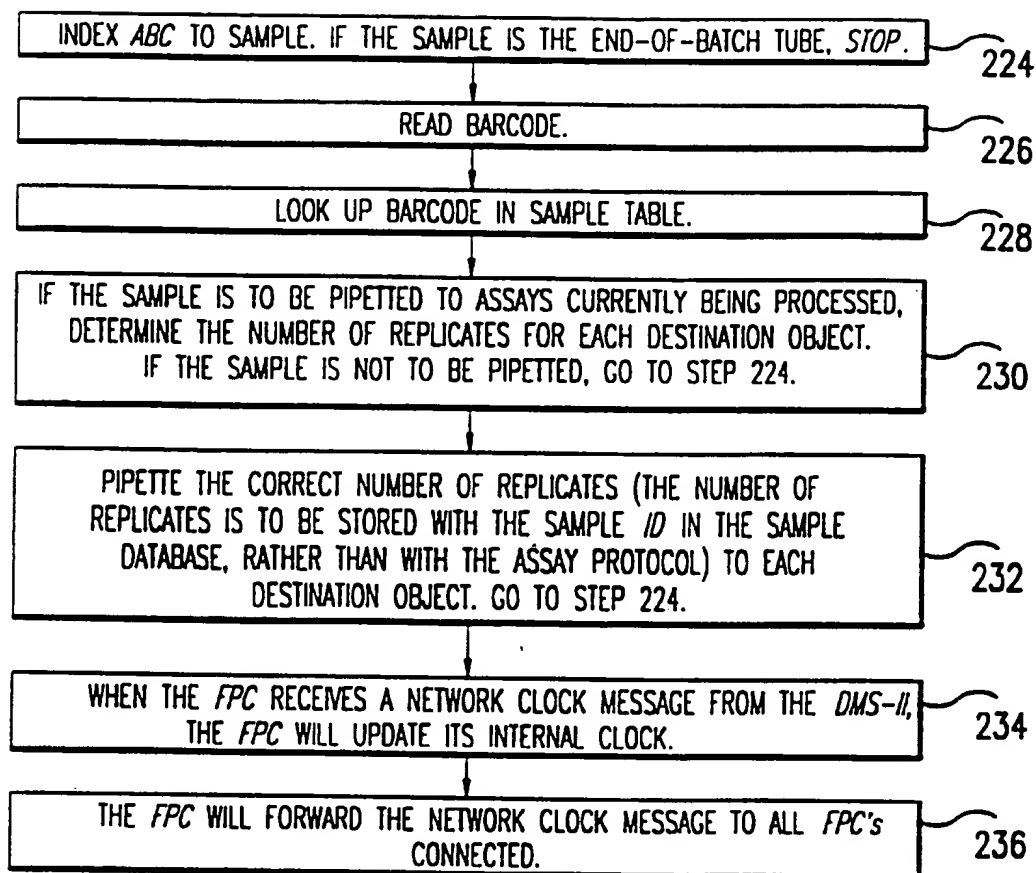 INDEX ABC TO SAMPLE. IF THE SAMPLE IS THE END-OF-BATCH TUBE, STOP.
224
READ BARCODE.
226
LOOK UP BARCODE IN SAMPLE TABLE.
228
IF THE SAMPLE IS TO BE PIPETTED TO ASSAYS CURRENTLY BEING PROCESSED,
DETERMINE THE NUMBER OF REPLICATES FOR EACH DESTINATION OBJECT.
IF THE SAMPLE IS NOT TO BE PIPETTED, GO TO STEP 224.
230
PIPETTE THE CORRECT NUMBER OF REPLICATES (THE NUMBER OF
REPLICATES IS TO BE STORED WITH THE SAMPLE ID IN THE SAMPLE
DATABASE, RATHER THAN WITH THE ASSAY PROTOCOL) TO EACH
DESTINATION OBJECT. GO TO STEP 224.
232
WHEN THE FPC RECEIVES A NETWORK CLOCK MESSAGE FROM THE DMS-II,
THE FPC WILL UPDATE ITS INTERNAL CLOCK.
234
THE FPC WILL FORWARD THE NETWORK CLOCK MESSAGE TO ALL FPC's
CONNECTED.
236